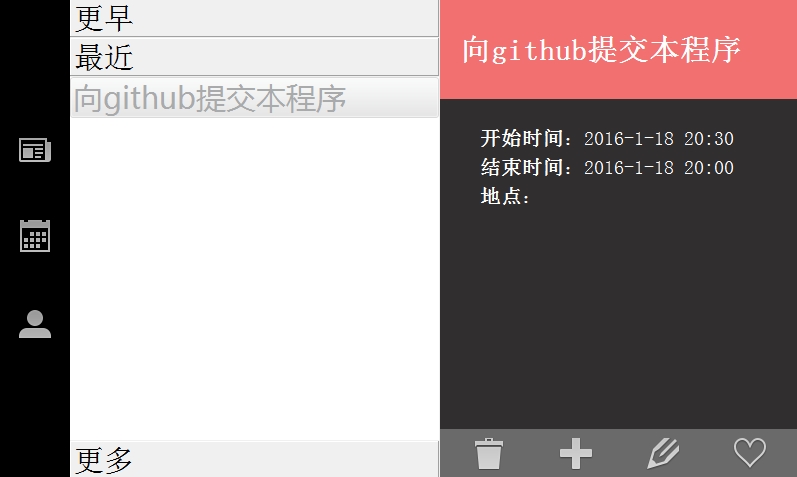 更早
最近
向github提交本程序
更多
向github提交本程序
开始时间：2016-1-18 20:30
结束时间：2016-1-18 20:00
地点：